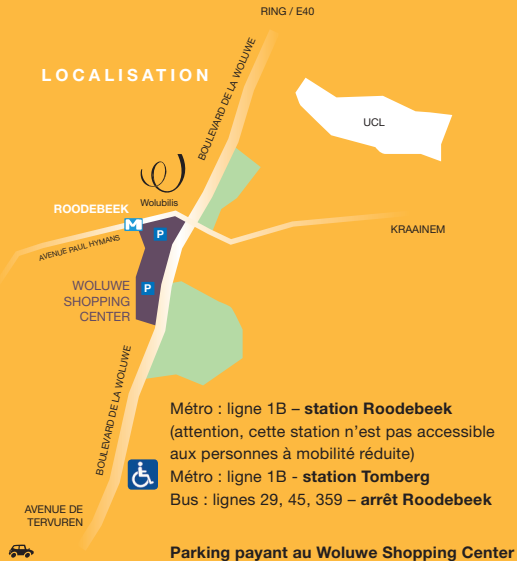 RING / E40
LOCALISATION
BOULEVARD DE LA WOLUWE
UCL
Wolubilis
ROODEBEEK
M
P
AVENUE PAUL HYMANS
KRAAINEM
P
WOLUWE
SHOPPING
CENTER
BOULEVARD DE LA WOLUWE
Métro : ligne 1B – station Roodebeek
(attention, cette station n'est pas accessible
aux personnes à mobilité réduite)
Métro : ligne 1B - station Tomberg
Bus : lignes 29, 45, 359 – arrêt Roodebeek
AVENUE DE
TERVUREN
Parking payant au Woluwe Shopping Center